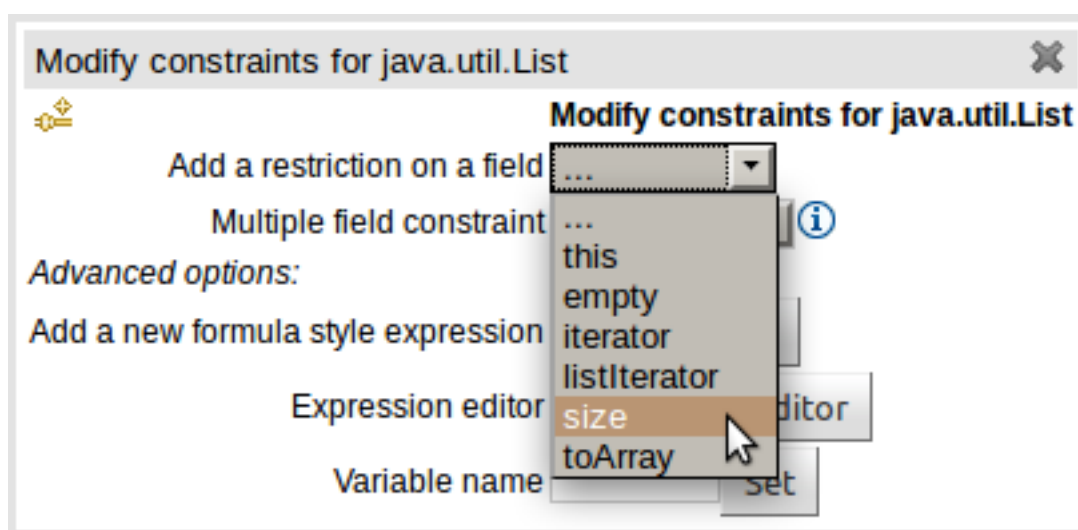 Modify constraints for java.util.List
Modify constraints for java.util.List
Add a restriction on a field ...
Multiple field constraint
...
this
empty
iterator
listIterator
size
toArray
Advanced options:
Add a new formula style expression
Expression editor
Variable name
Set